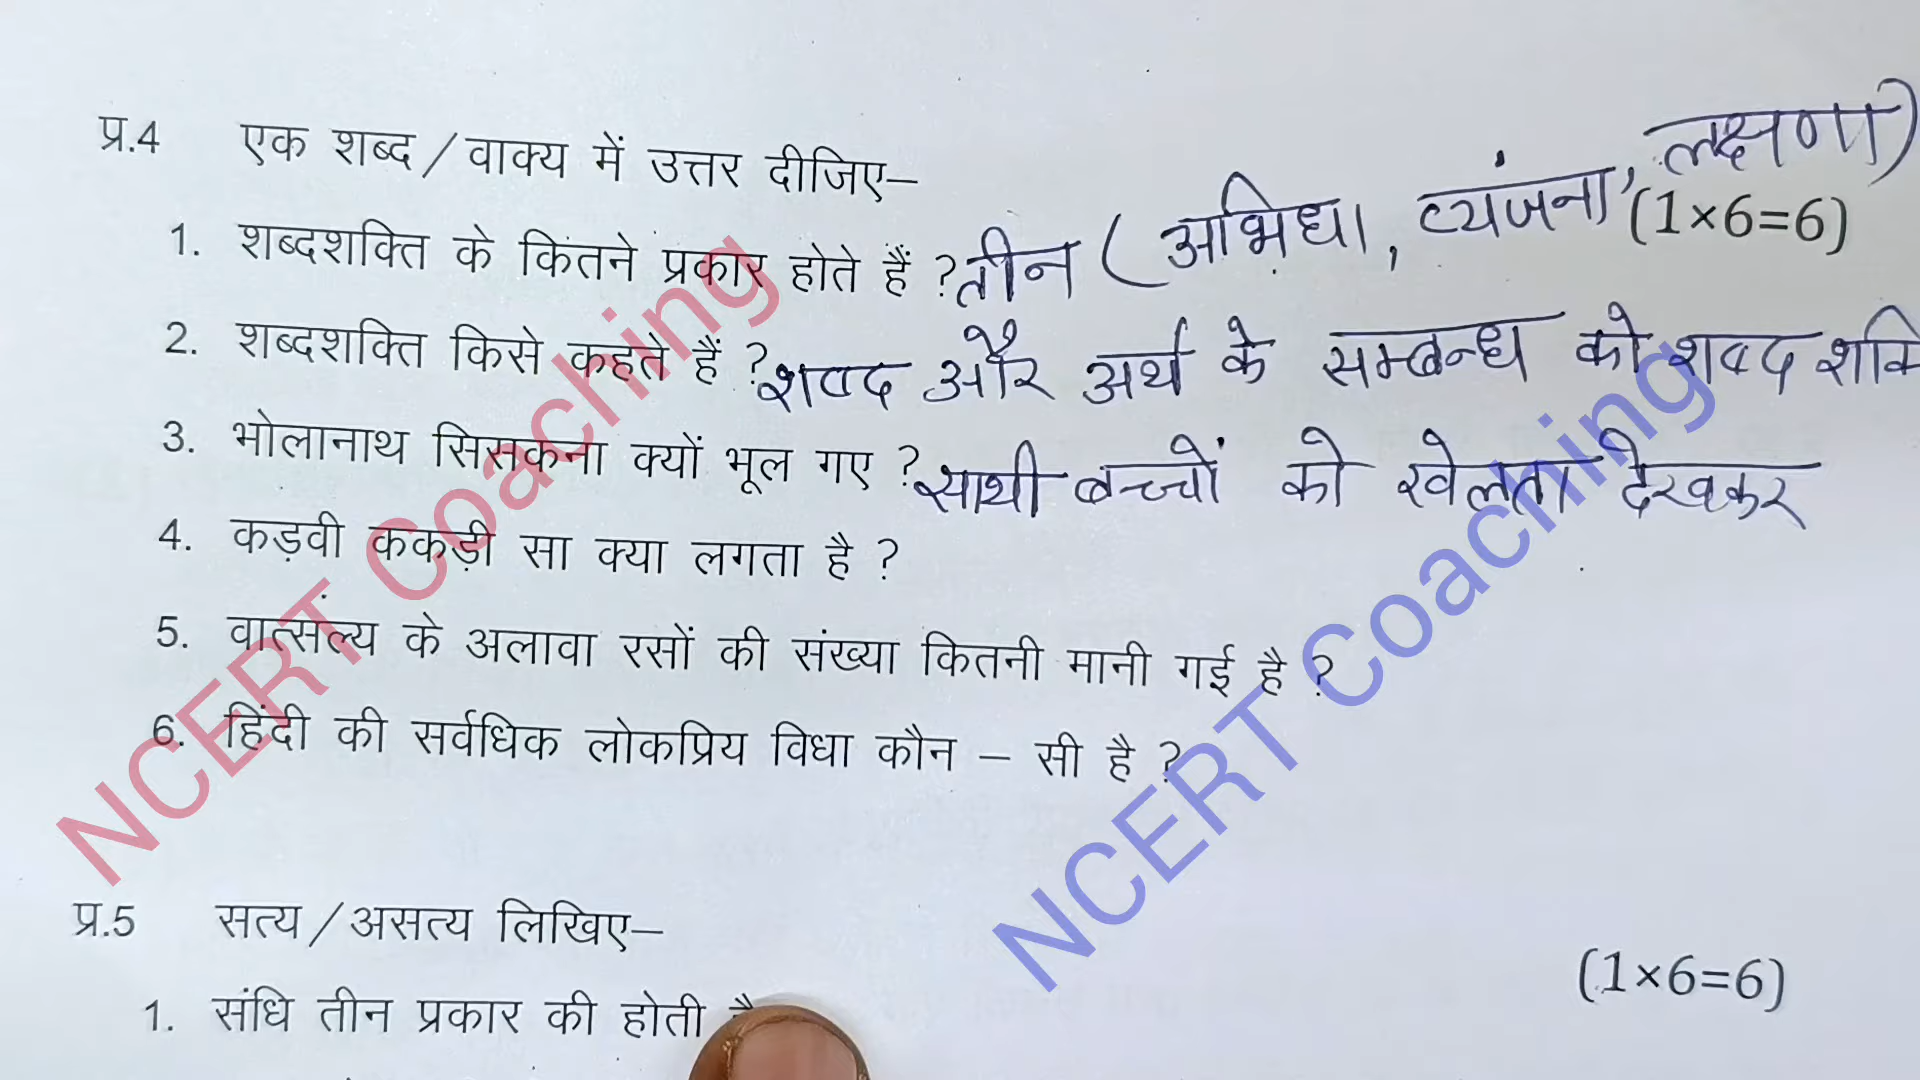 प्र.4 एक शब्द / वाक्य में उत्तर दीजिए–
(1×6=6)
1. शब्दशक्ति के कितने प्रकार होते हैं ? तीन ( अभिधा, व्यंजना, लक्षणा)
2. शब्दशक्ति किसे कहते हैं ? शब्द और अर्थ के सम्बन्ध को शब्द शक्ति
3. भोलानाथ सिसकना क्यों भूल गए ? साथी बच्चों को खेलता देखकर
4. कड़वी ककड़ी सा क्या लगता है ?
5. वात्सल्य के अलावा रसों की संख्या कितनी मानी गई है ?
6. हिंदी की सर्वधिक लोकप्रिय विधा कौन – सी है ?
प्र.5 सत्य / असत्य लिखिए–
(1×6=6)
1. संधि तीन प्रकार की होती
NCERT Coaching
NCERT Coaching